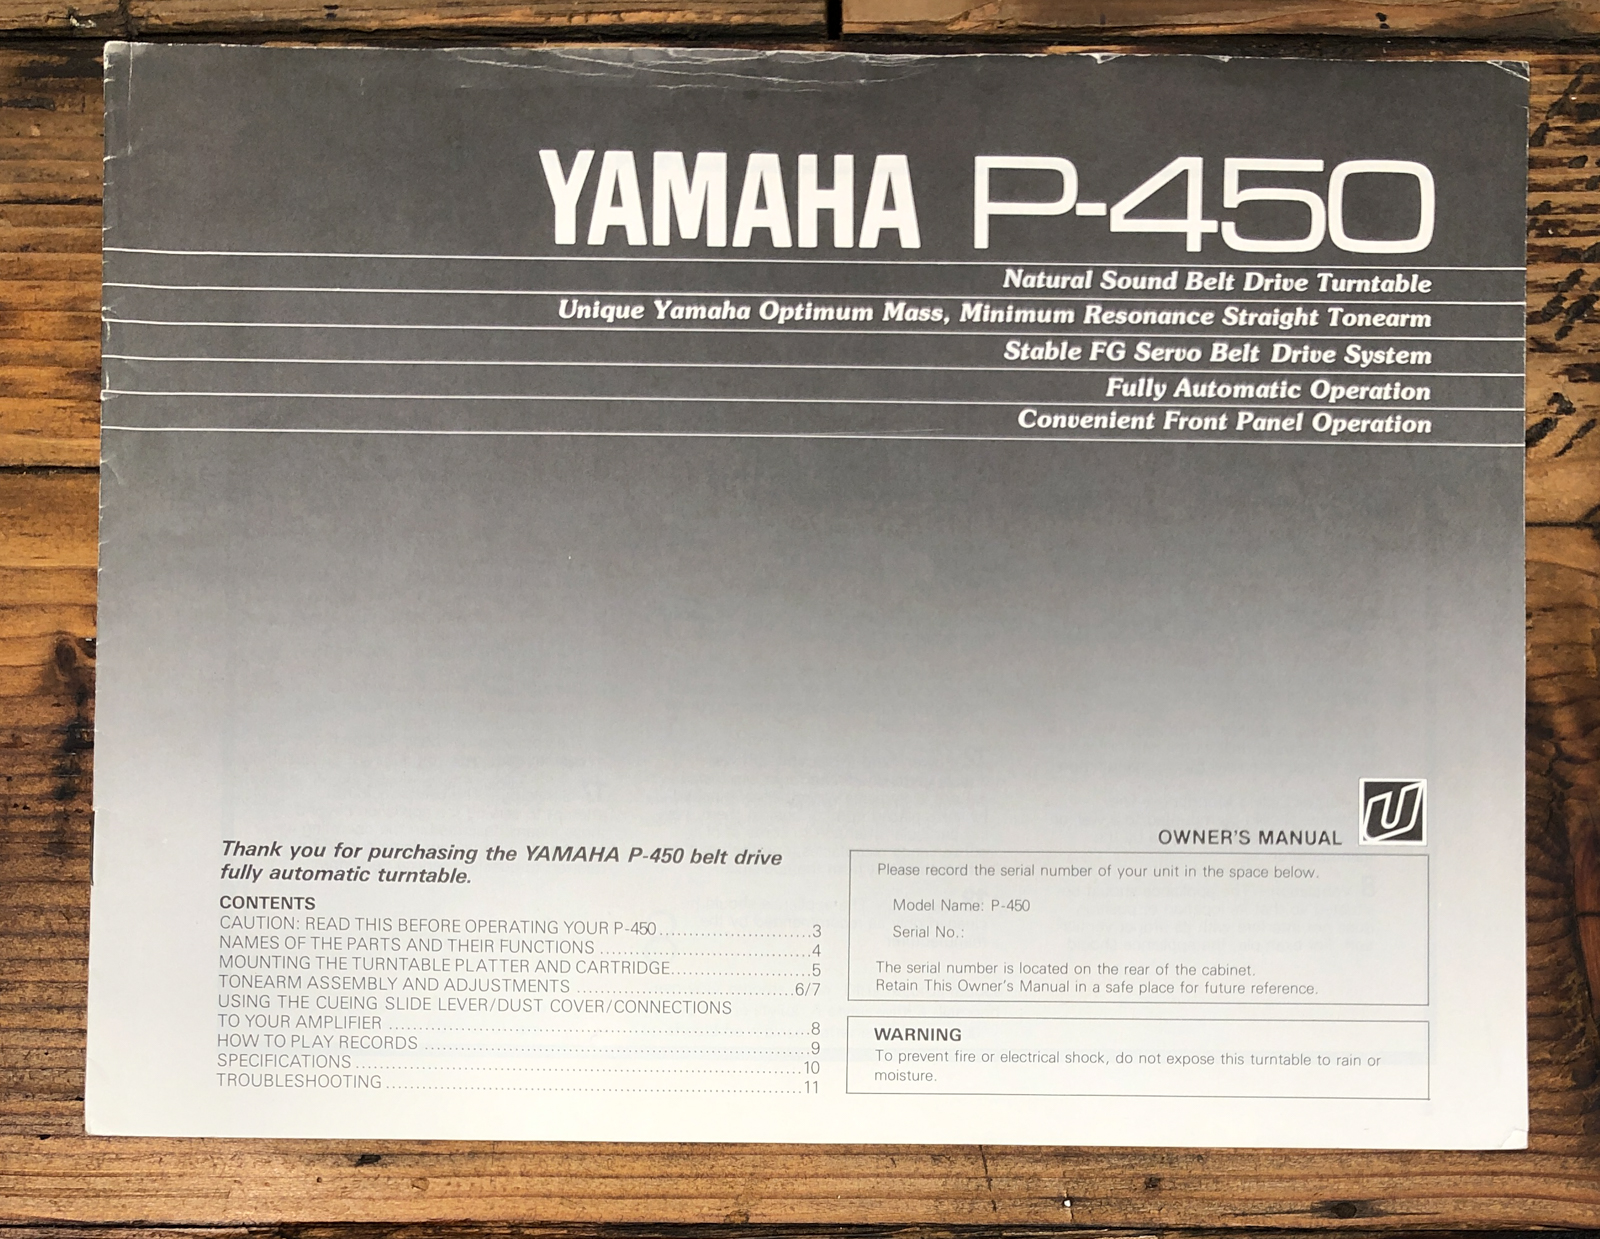 YAMAHA P-450
Natural Sound Belt Drive Turntable
Unique Yamaha Optimum Mass, Minimum Resonance Straight Tonearm
Stable FG Servo Belt Drive System
Fully Automatic Operation
Convenient Front Panel Operation
U
OWNER'S MANUAL
Thank you for purchasing the YAMAHA P-450 belt drive
fully automatic turntable.
CONTENTS
CAUTION: READ THIS BEFORE OPERATING YOUR P-450.........................3
NAMES OF THE PARTS AND THEIR FUNCTIONS ...................................4
MOUNTING THE TURNTABLE PLATTER AND CARTRIDGE.......................5
TONEARM ASSEMBLY AND ADJUSTMENTS ...................................6/7
USING THE CUEING SLIDE LEVER/DUST COVER/CONNECTIONS
TO YOUR AMPLIFIER .....................................................................8
HOW TO PLAY RECORDS ...............................................................9
SPECIFICATIONS.........................................................................10
TROUBLESHOOTING....................................................................11
Please record the serial number of your unit in the space below.
Model Name: P-450
Serial No.:
The serial number is located on the rear of the cabinet.
Retain This Owner's Manual in a safe place for future reference.
WARNING
To prevent fire or electrical shock, do not expose this turntable to rain or
moisture.